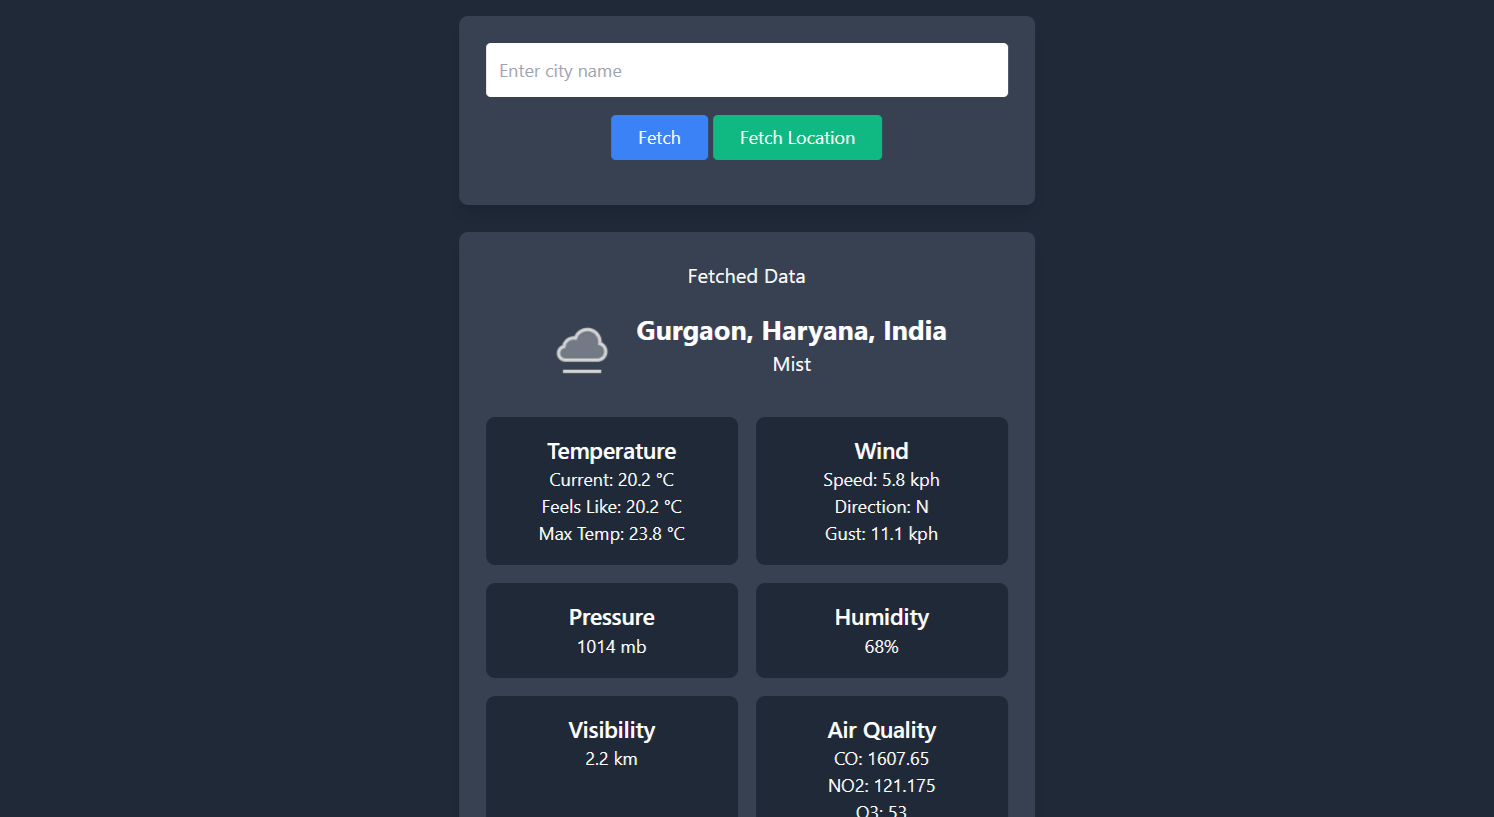 Enter city name
Fetch
Fetch Location
Fetched Data
Gurgaon, Haryana, India
Mist
Temperature
Current: 20.2 °C
Feels Like: 20.2 °C
Max Temp: 23.8 °C
Wind
Speed: 5.8 kph
Direction: N
Gust: 11.1 kph
Pressure
1014 mb
Humidity
68%
Visibility
2.2 km
Air Quality
CO: 1607.65
NO2: 121.175
O3: 53